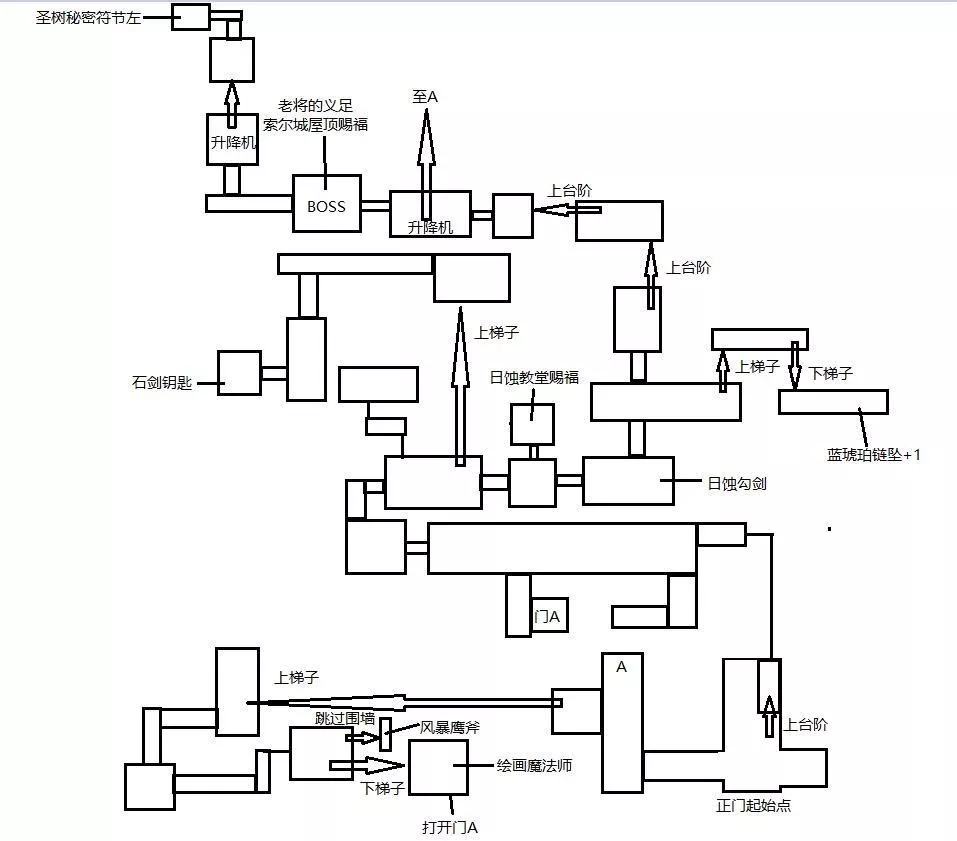 圣树秘密符节左
升降机
老将的义足
索尔城屋顶赐福
BOSS
至A
升降机
上台阶
上台阶
上梯子
石剑钥匙
日蚀教堂赐福
上梯子
下梯子
蓝琥珀链坠+1
日蚀勾剑
门A
A
上梯子
跳过围墙
风暴鹰斧
上台阶
绘画魔法师
下梯子
正门起始点
打开门A